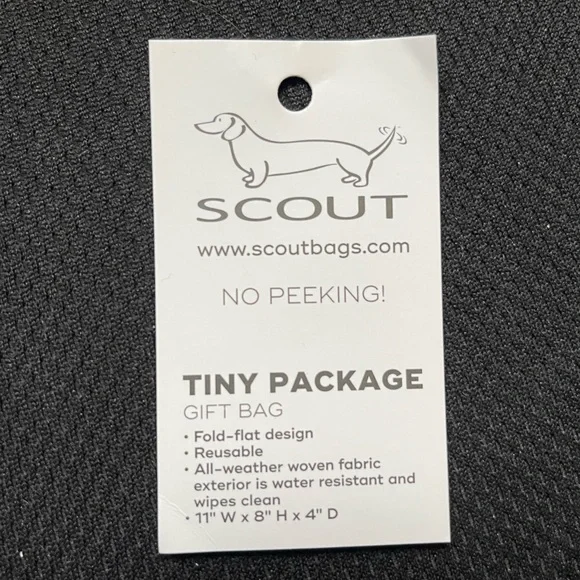 SCOUT
www.scoutbags.com
NO PEEKING!
TINY PACKAGE
GIFT BAG
• Fold-flat design
• Reusable
• All-weather woven fabric
exterior is water resistant and
wipes clean
• 11" W x 8" H x 4" D